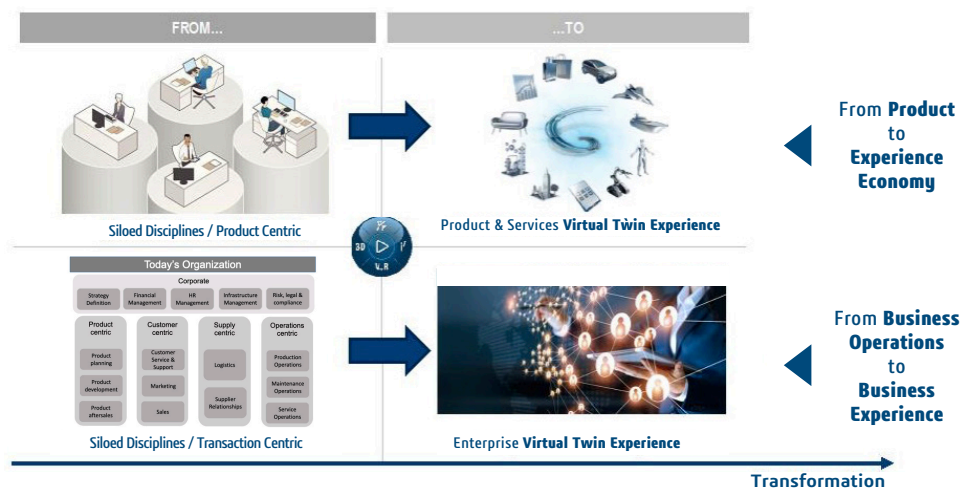 FROM...
...TO
From Product
to
Experience
Economy
Siloed Disciplines / Product Centric
Product & Services Virtual Twin Experience
3D
V.R
Today's Organization
Corporate
Strategy
Definition
Financial
Management
HR
Management
Infrastructure
Management
Risk, legal &
compliance
Product
centric
Customer
centric
Supply
centric
Operations
centric
Product
planning
Product
development
Product
aftersales
Customer
Service &
Support
Marketing
Sales
Logistics
Supplier
Relationships
Production
Operations
Maintenance
Operations
Service
Operations
From Business
Operations
to
Business
Experience
Siloed Disciplines / Transaction Centric
Enterprise Virtual Twin Experience
Transformation